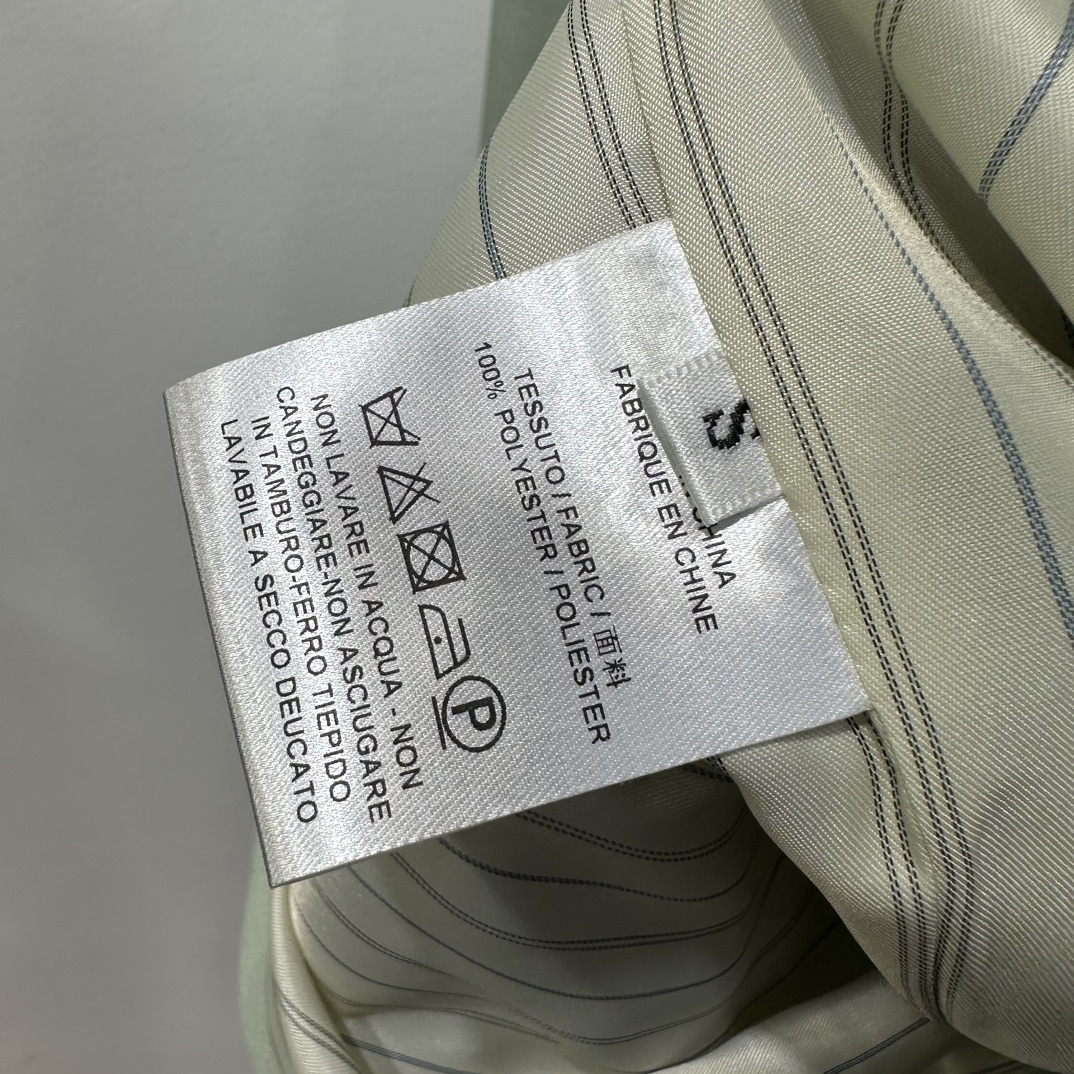 S
CHINA
FABRIQUE EN CHINE
TESSUTO / FABRIC / 面料
100% POLYESTER / POLIESTER
P
NON LAVARE IN ACQUA - NON
CANDEGGIARE-NON ASCIUGARE
IN TAMBURO-FERRO TIEPIDO
LAVABILE A SECCO DEUCATO